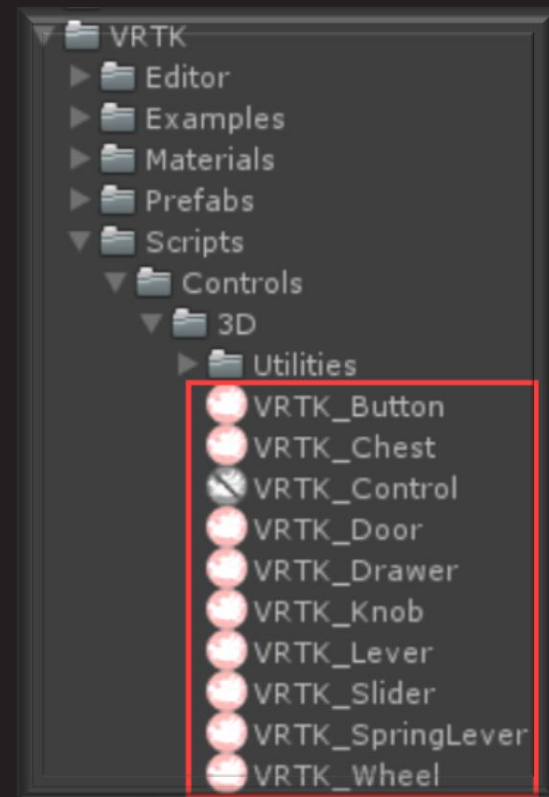 VRTK
Editor
Examples
Materials
Prefabs
Scripts
Controls
3D
Utilities
VRTK_Button
VRTK_Chest
VRTK_Control
VRTK_Door
VRTK_Drawer
VRTK_Knob
VRTK_Lever
VRTK_Slider
VRTK_SpringLever
VRTK_Wheel